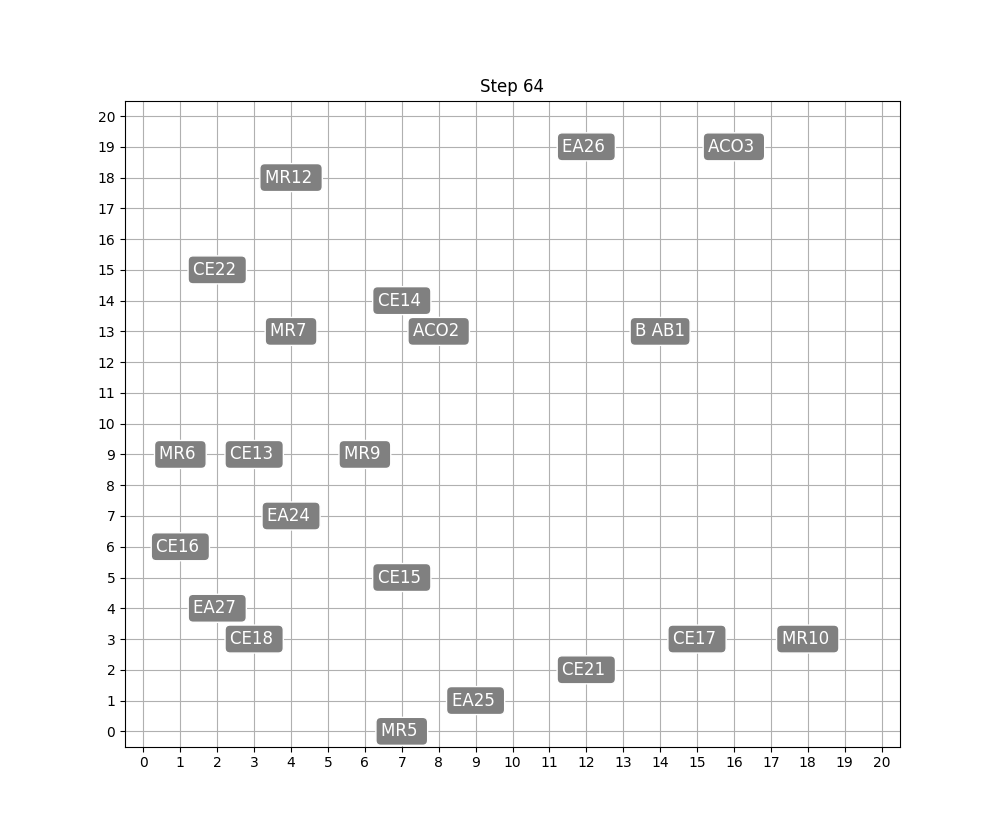 Step 64
20
19
18
17
16
15
14
13
12
11
10
9
8
7
6
5
4
3
2
1
0
EA26
ACO3
MR12
CE22
CE14
MR7
ACO2
B AB1
MR6
CE13
MR9
EA24
CE16
CE15
EA27
CE18
CE17
MR10
CE21
EA25
MR5
0 1 2 3 4 5 6 7 8 9 10 11 12 13 14 15 16 17 18 19 20